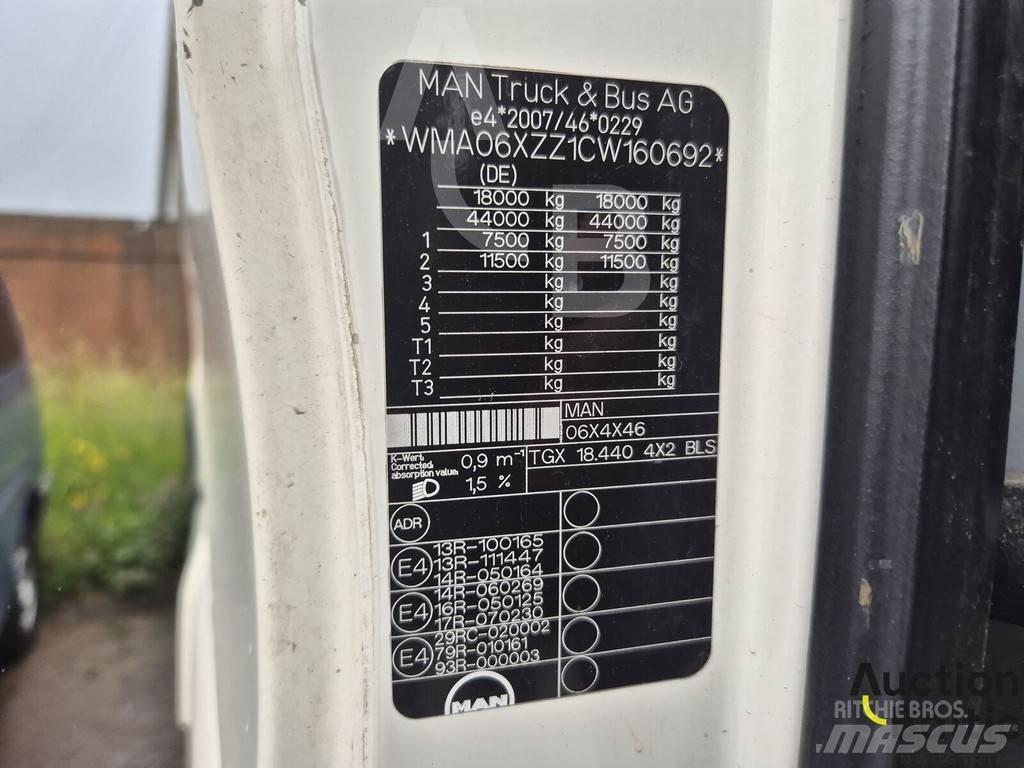 MAN Truck & Bus AG
e4*2007/46*0229
*WMA06XZZ1CW160692*
(DE)
18000 kg 18000 kg
44000 kg 44000 kg
1 7500 kg 7500 kg
2 11500 kg 11500 kg
3 kg kg
4 kg kg
5 kg kg
T1 kg kg
T2 kg kg
T3 kg kg
MAN
06X4X46
K-Wert:
Corrected
absorption value:
0,9 m⁻¹
1,5 %
TGX 18.440 4X2 BLS
ADR
E4
E4
E4
13R-100165
13R-111447
14R-050164
14R-060269
16R-050125
17R-070230
29RC-020002
79R-010161
93R-000003
MAN
AB
Auction
RITCHIE BROS.
MASCUS